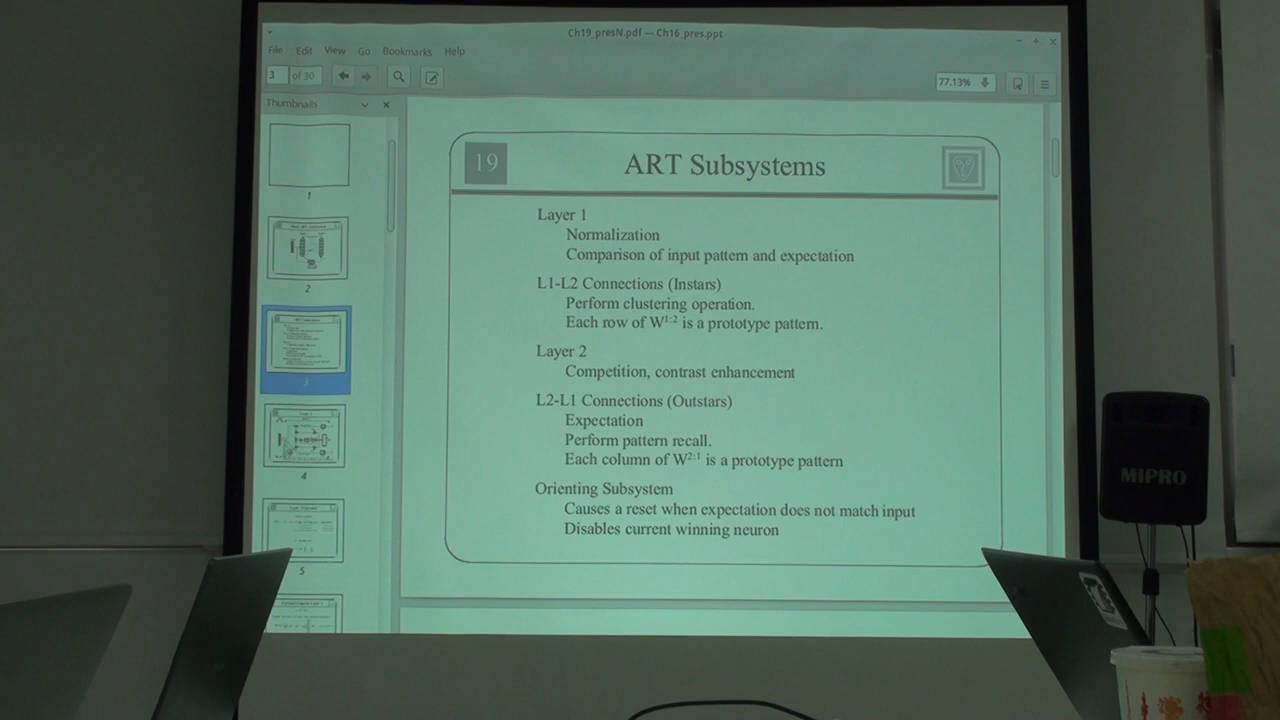 Ch19_presN.pdf — Ch16_pres.ppt
File Edit View Go Bookmarks Help
3 of 30
77.13%
Thumbnails
1
2
3
4
5
19
ART Subsystems
Layer 1
Normalization
Comparison of input pattern and expectation
L1-L2 Connections (Instars)
Perform clustering operation.
Each row of W¹:² is a prototype pattern.
Layer 2
Competition, contrast enhancement
L2-L1 Connections (Outstars)
Expectation
Perform pattern recall.
Each column of W²:¹ is a prototype pattern
Orienting Subsystem
Causes a reset when expectation does not match input
Disables current winning neuron
MIPRO